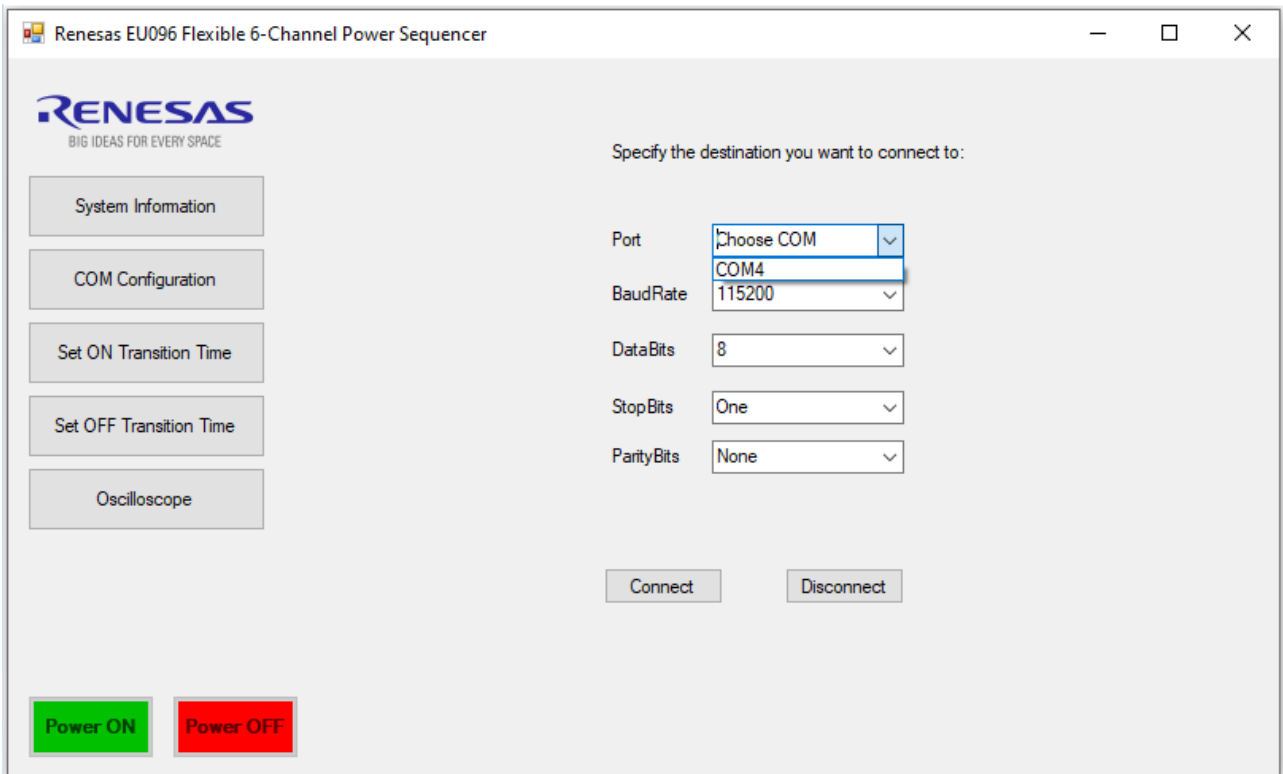 Renesas EU096 Flexible 6-Channel Power Sequencer
RENESAS
BIG IDEAS FOR EVERY SPACE
System Information
COM Configuration
Set ON Transition Time
Set OFF Transition Time
Oscilloscope
Power ON
Power OFF
Specify the destination you want to connect to:
Port Choose COM
COM4
BaudRate 115200
DataBits 8
StopBits One
ParityBits None
Connect Disconnect